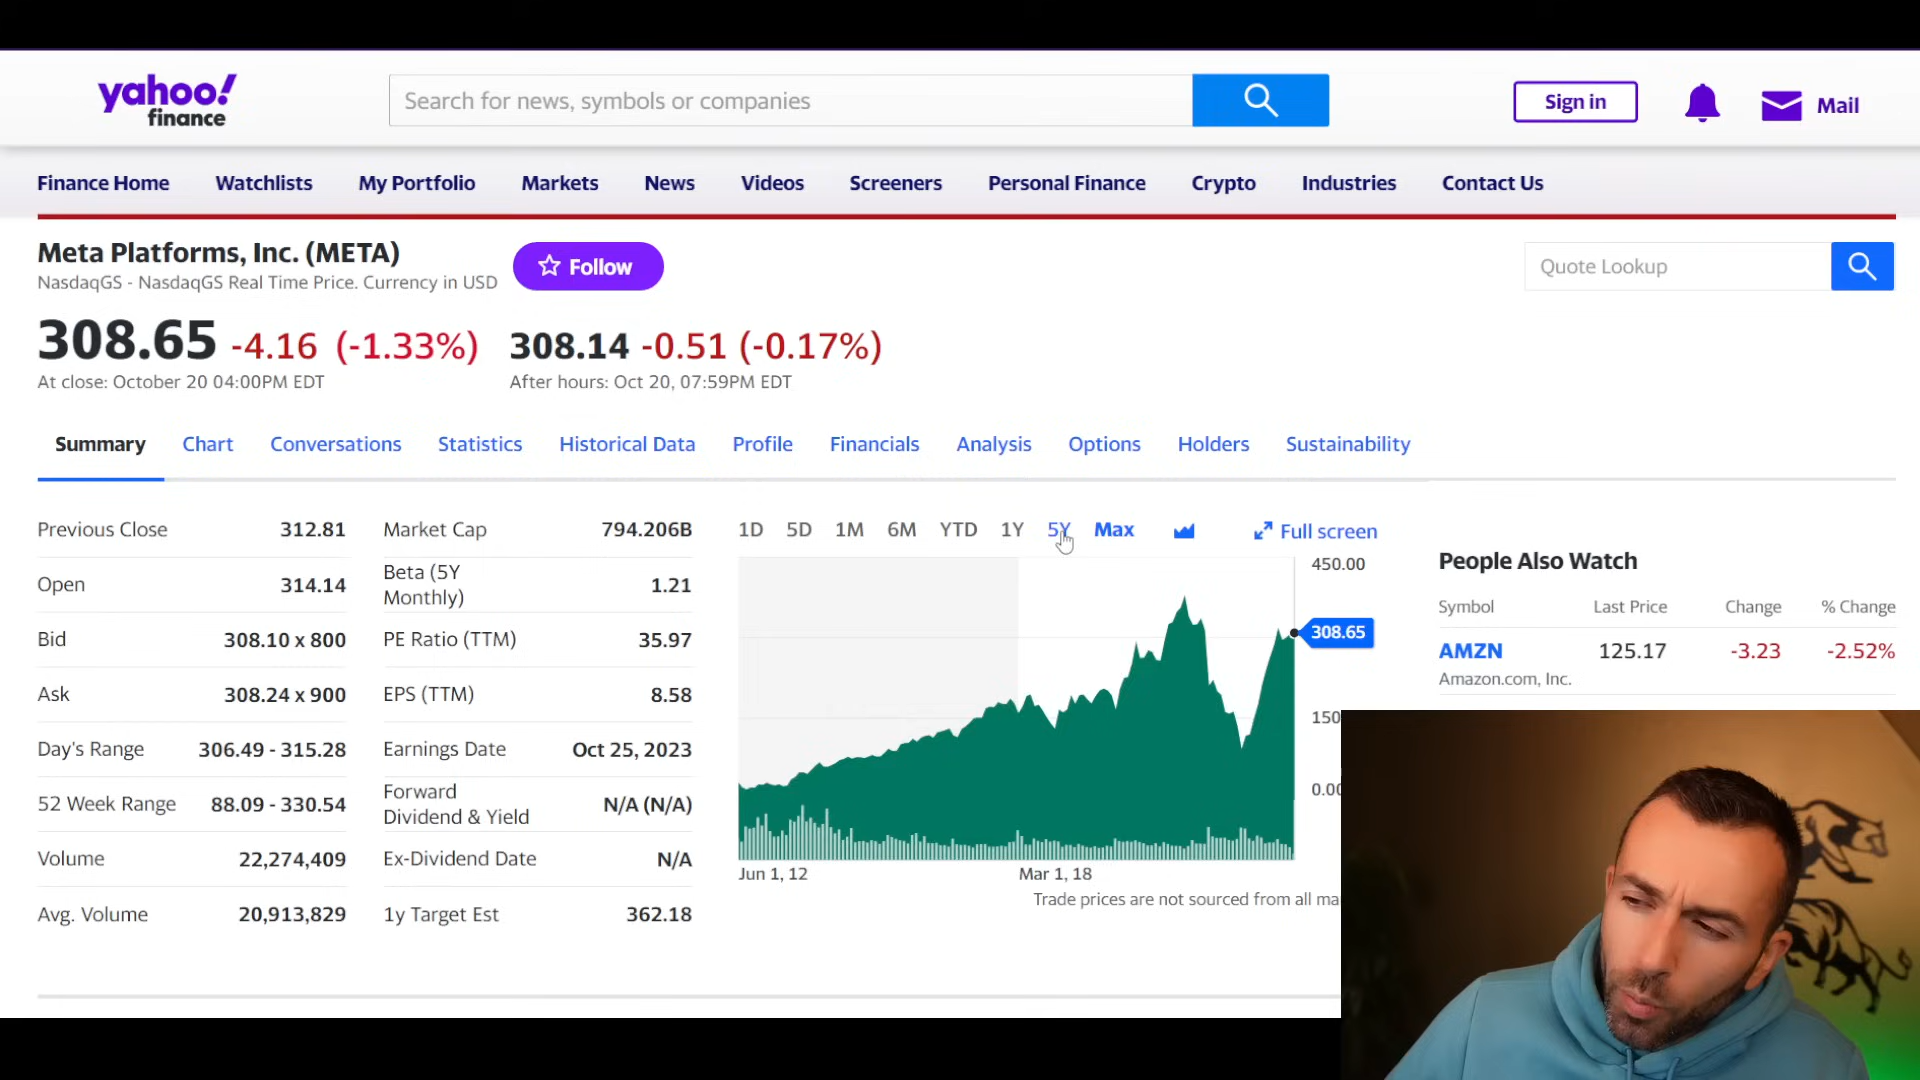 yahoo!
finance
Search for news, symbols or companies
Sign in
Mail
Finance Home Watchlists My Portfolio Markets News Videos Screeners Personal Finance Crypto Industries Contact Us
Meta Platforms, Inc. (META)
NasdaqGS - NasdaqGS Real Time Price. Currency in USD
Follow
Quote Lookup
308.65 -4.16 (-1.33%) 308.14 -0.51 (-0.17%)
At close: October 20 04:00PM EDT After hours: Oct 20, 07:59PM EDT
Summary Chart Conversations Statistics Historical Data Profile Financials Analysis Options Holders Sustainability
Previous Close 312.81
Open 314.14
Bid 308.10 x 800
Ask 308.24 x 900
Day's Range 306.49 - 315.28
52 Week Range 88.09 - 330.54
Volume 22,274,409
Avg. Volume 20,913,829
Market Cap 794.206B
Beta (5Y
Monthly) 1.21
PE Ratio (TTM) 35.97
EPS (TTM) 8.58
Earnings Date Oct 25, 2023
Forward
Dividend & Yield N/A (N/A)
Ex-Dividend Date N/A
1y Target Est 362.18
1D 5D 1M 6M YTD 1Y 5Y Max Full screen
450.00
308.65
150
0.00
Jun 1, 12 Mar 1, 18
Trade prices are not sourced from all
People Also Watch
Symbol Last Price Change % Change
AMZN 125.17 -3.23 -2.52%
Amazon.com, Inc.